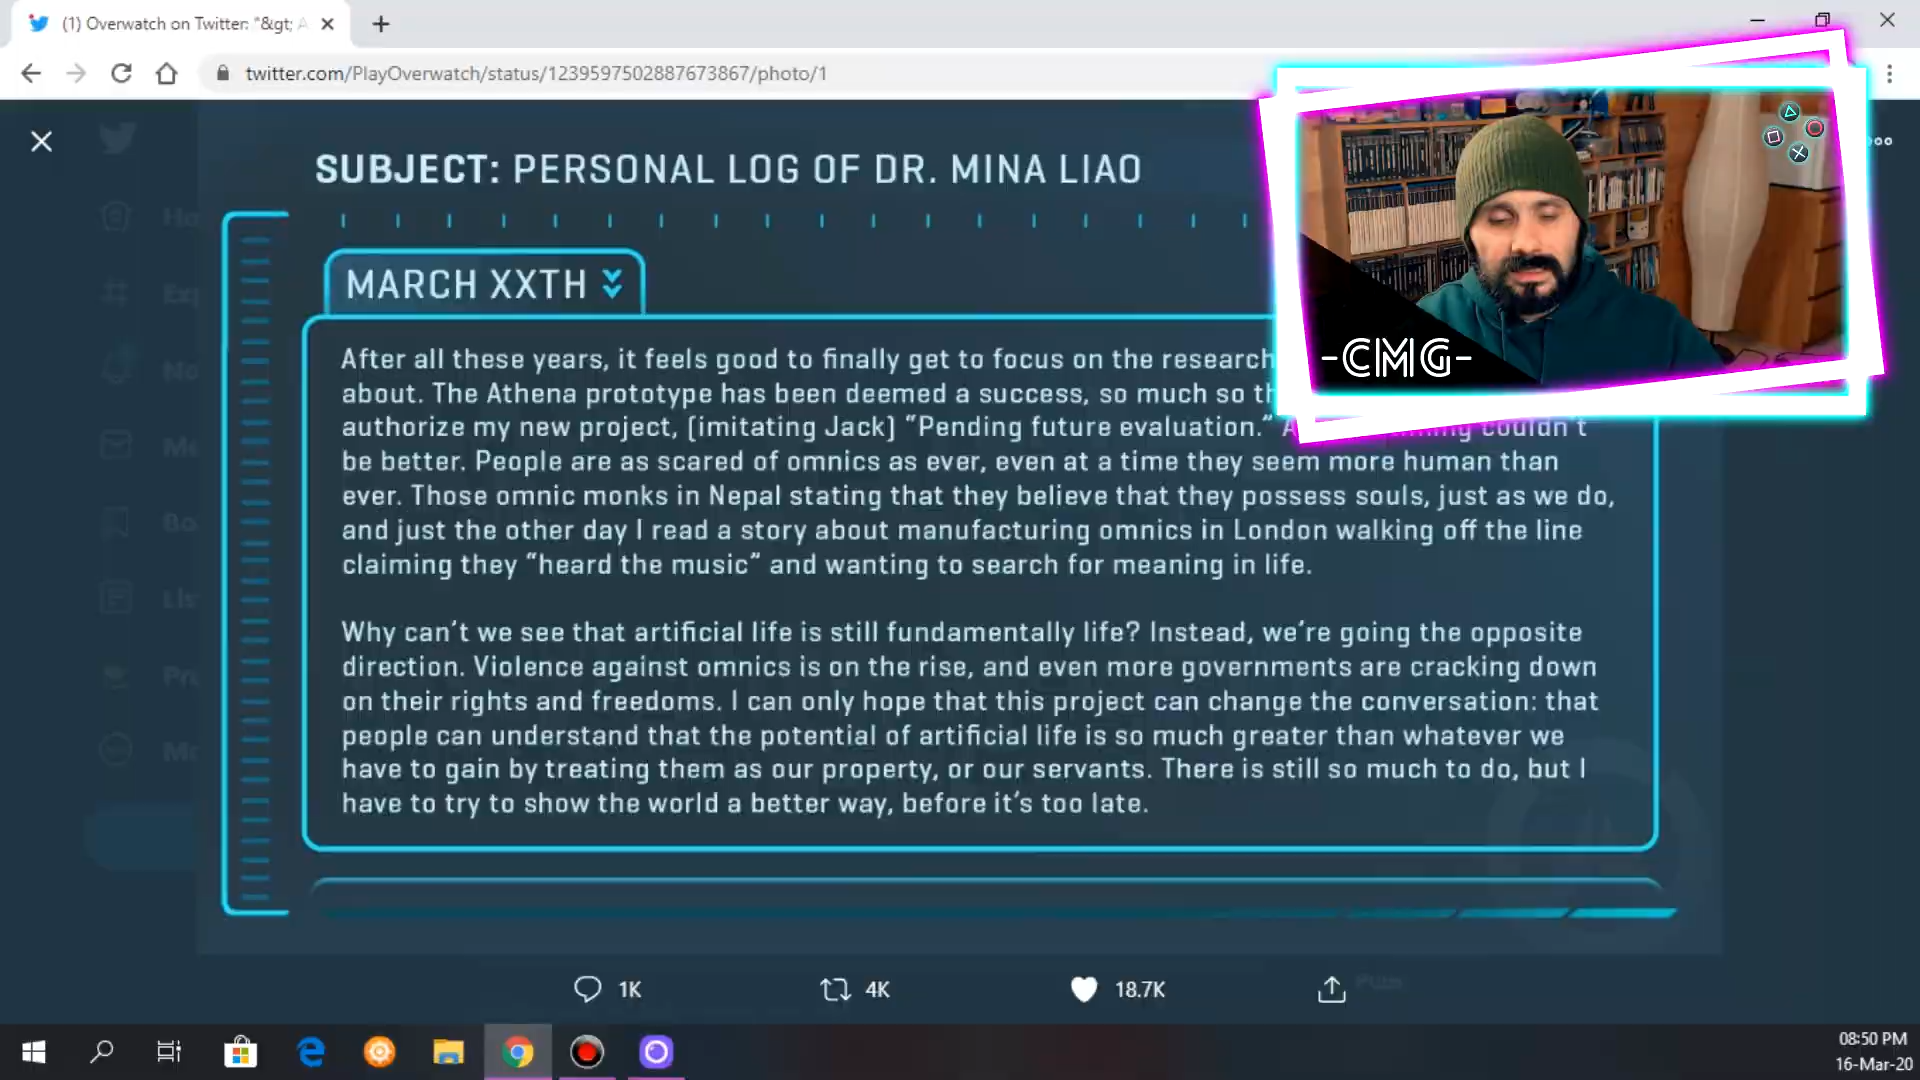 (1) Overwatch on Twitter: "&gt; A
twitter.com/PlayOverwatch/status/1239597502887673867/photo/1
SUBJECT: PERSONAL LOG OF DR. MINA LIAO
MARCH XXTH
After all these years, it feels good to finally get to focus on the research
about. The Athena prototype has been deemed a success, so much so
authorize my new project, (imitating Jack) “Pending future evaluation.” couldn't
be better. People are as scared of omnics as ever, even at a time they seem more human than
ever. Those omnic monks in Nepal stating that they believe that they possess souls, just as we do,
and just the other day I read a story about manufacturing omnics in London walking off the line
claiming they “heard the music” and wanting to search for meaning in life.
Why can't we see that artificial life is still fundamentally life? Instead, we're going the opposite
direction. Violence against omnics is on the rise, and even more governments are cracking down
on their rights and freedoms. I can only hope that this project can change the conversation: that
people can understand that the potential of artificial life is so much greater than whatever we
have to gain by treating them as our property, or our servants. There is still so much to do, but I
have to try to show the world a better way, before it's too late.
-CMG-
1K
4K
18.7K
08:50 PM
16-Mar-20